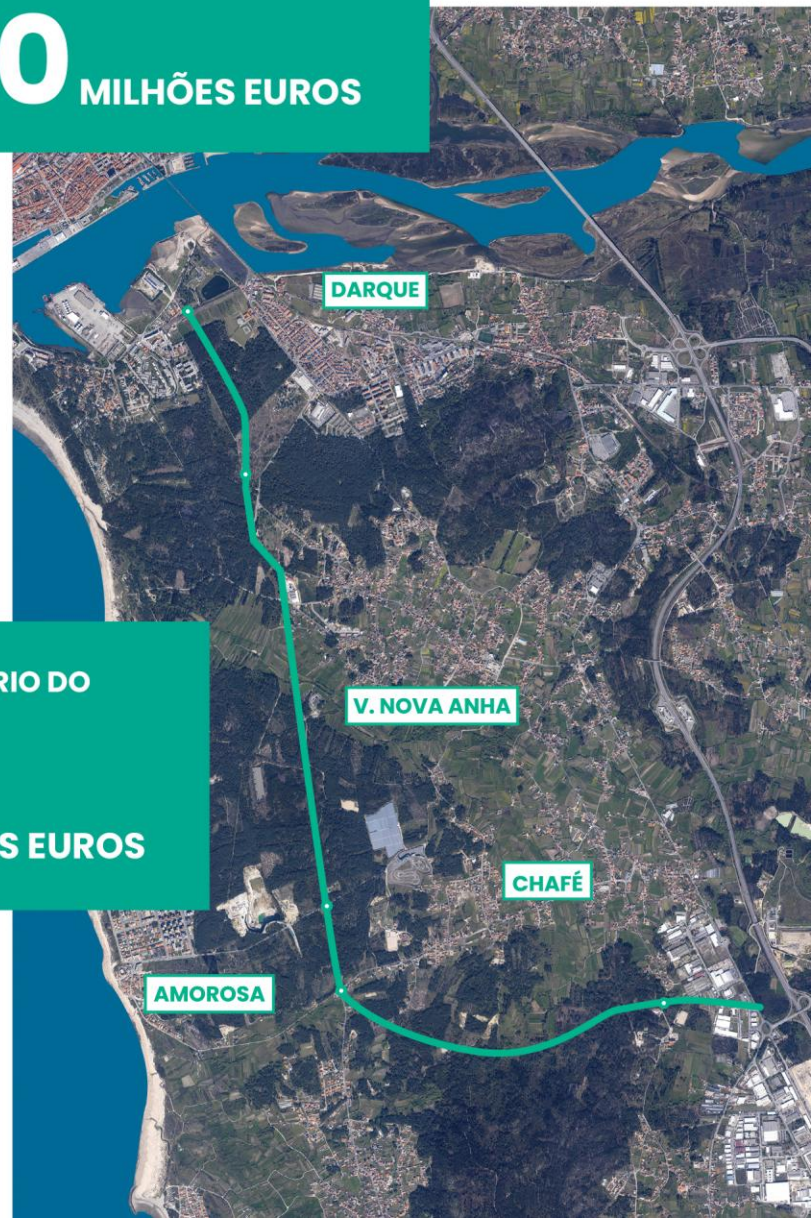 0 MILHÕES EUROS
DARQUE
RIO DO
V. NOVA ANHA
S EUROS
CHAFÉ
AMOROSA